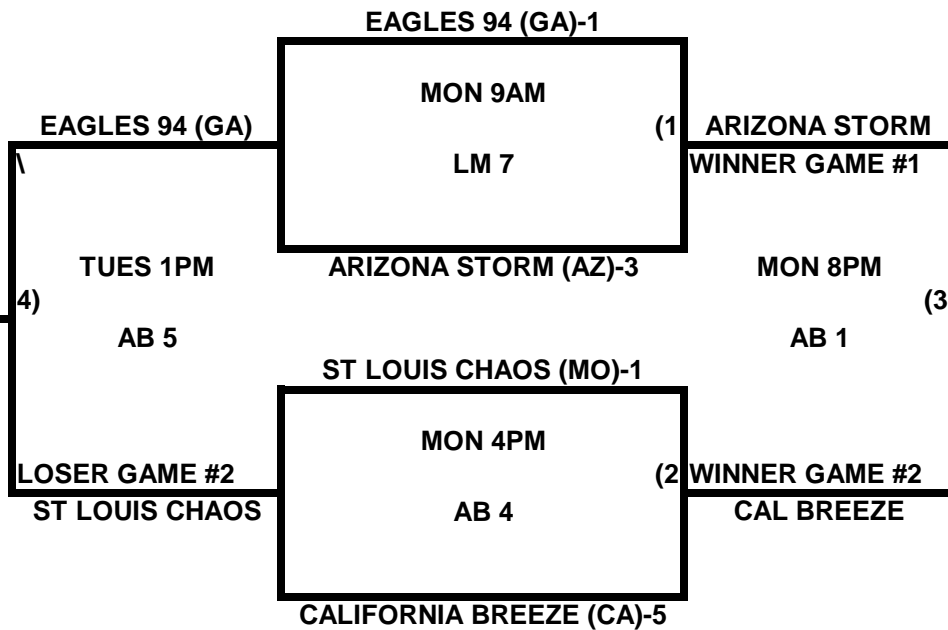 EAGLES 94 (GA)-1
MON 9AM
EAGLES 94 (GA)
(1
ARIZONA STORM
\
LM 7
WINNER GAME #1
TUES 1PM
ARIZONA STORM (AZ)-3
MON 8PM
4)
(3
AB 5
AB 1
ST LOUIS CHAOS (MO)-1
MON 4PM
LOSER GAME #2
(2
WINNER GAME #2
ST LOUIS CHAOS
AB 4
CAL BREEZE
CALIFORNIA BREEZE (CA)-5